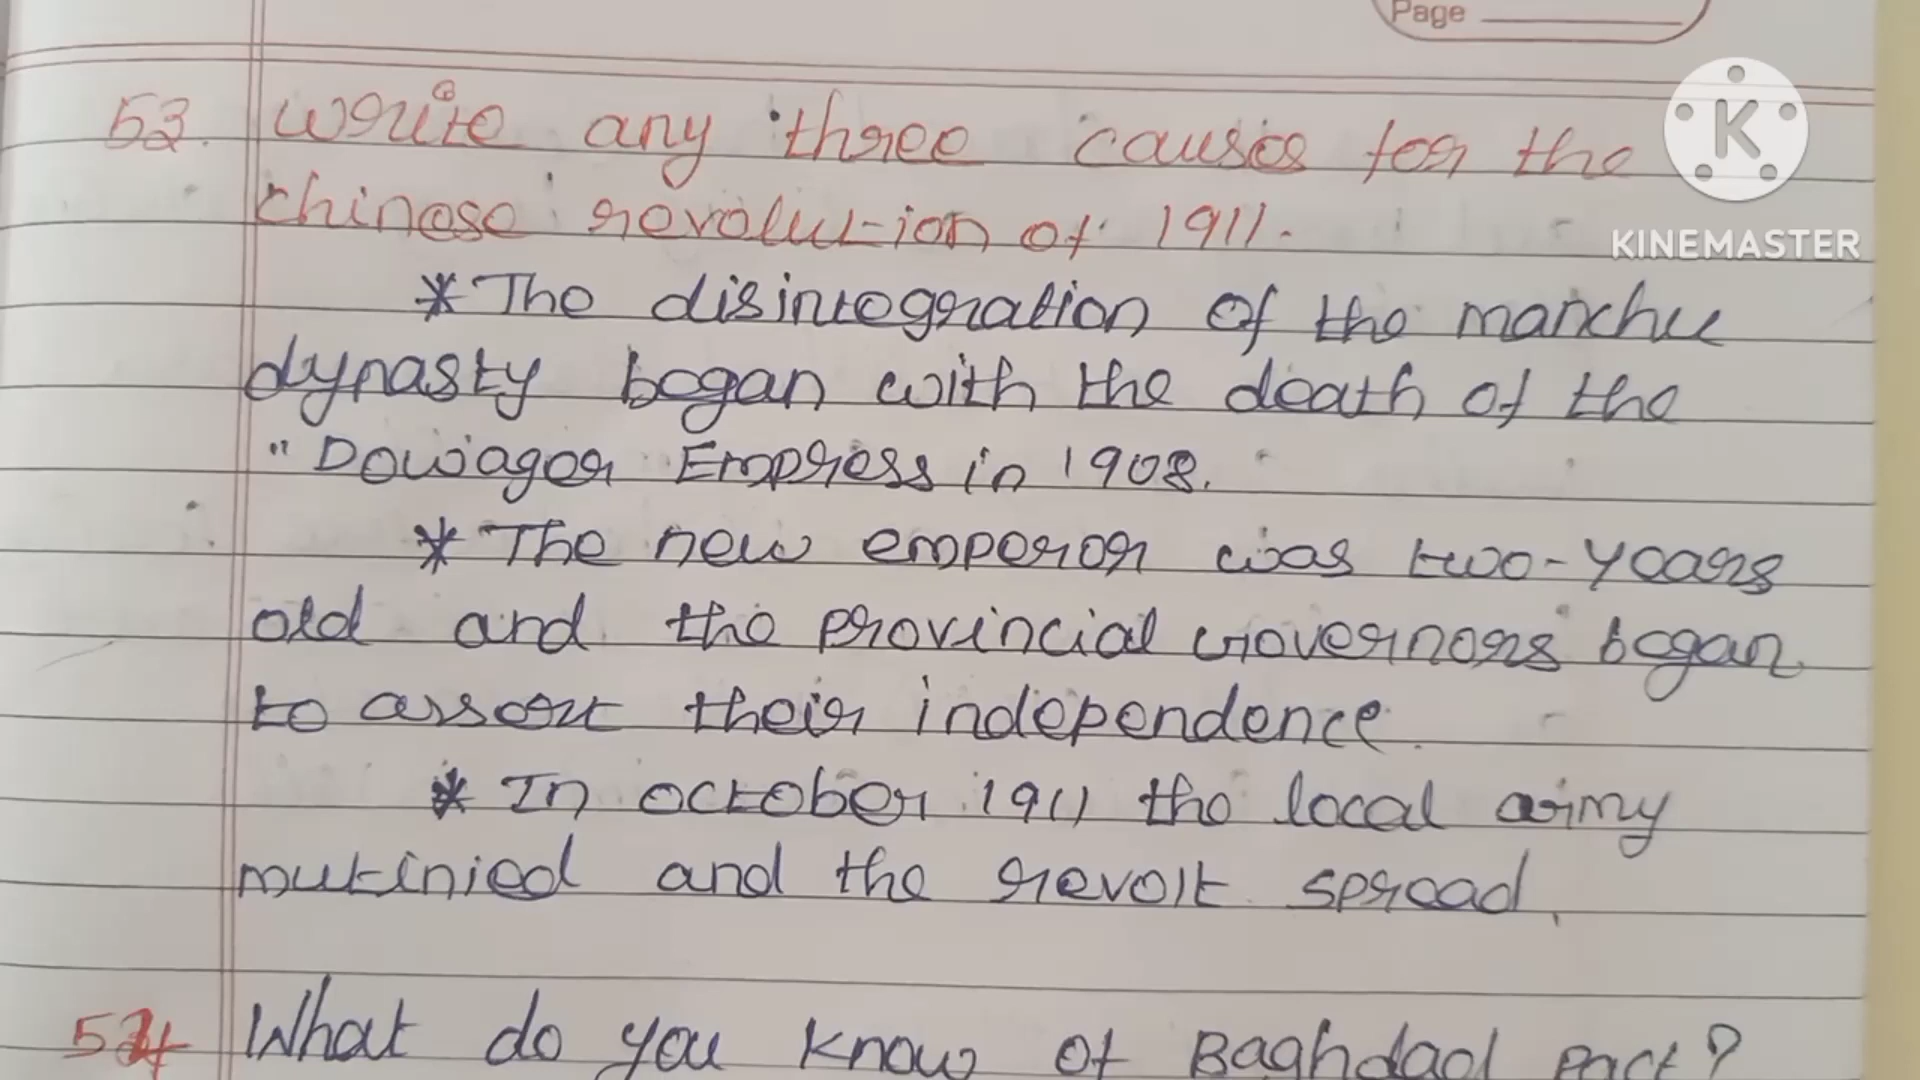 Page
53. Write any three causes for the
K
chinese revolution of 1911.
KINEMASTER
* The disintegration of the manchu
dynasty began with the death of the
" Dowager Empress in 1908.
* The new emperor was two-years
old and the provincial Governors began
to assert their independence.
* In october 1911 the local army
mutinied and the revolt spread.
54 What do you know of Baghdad pact?